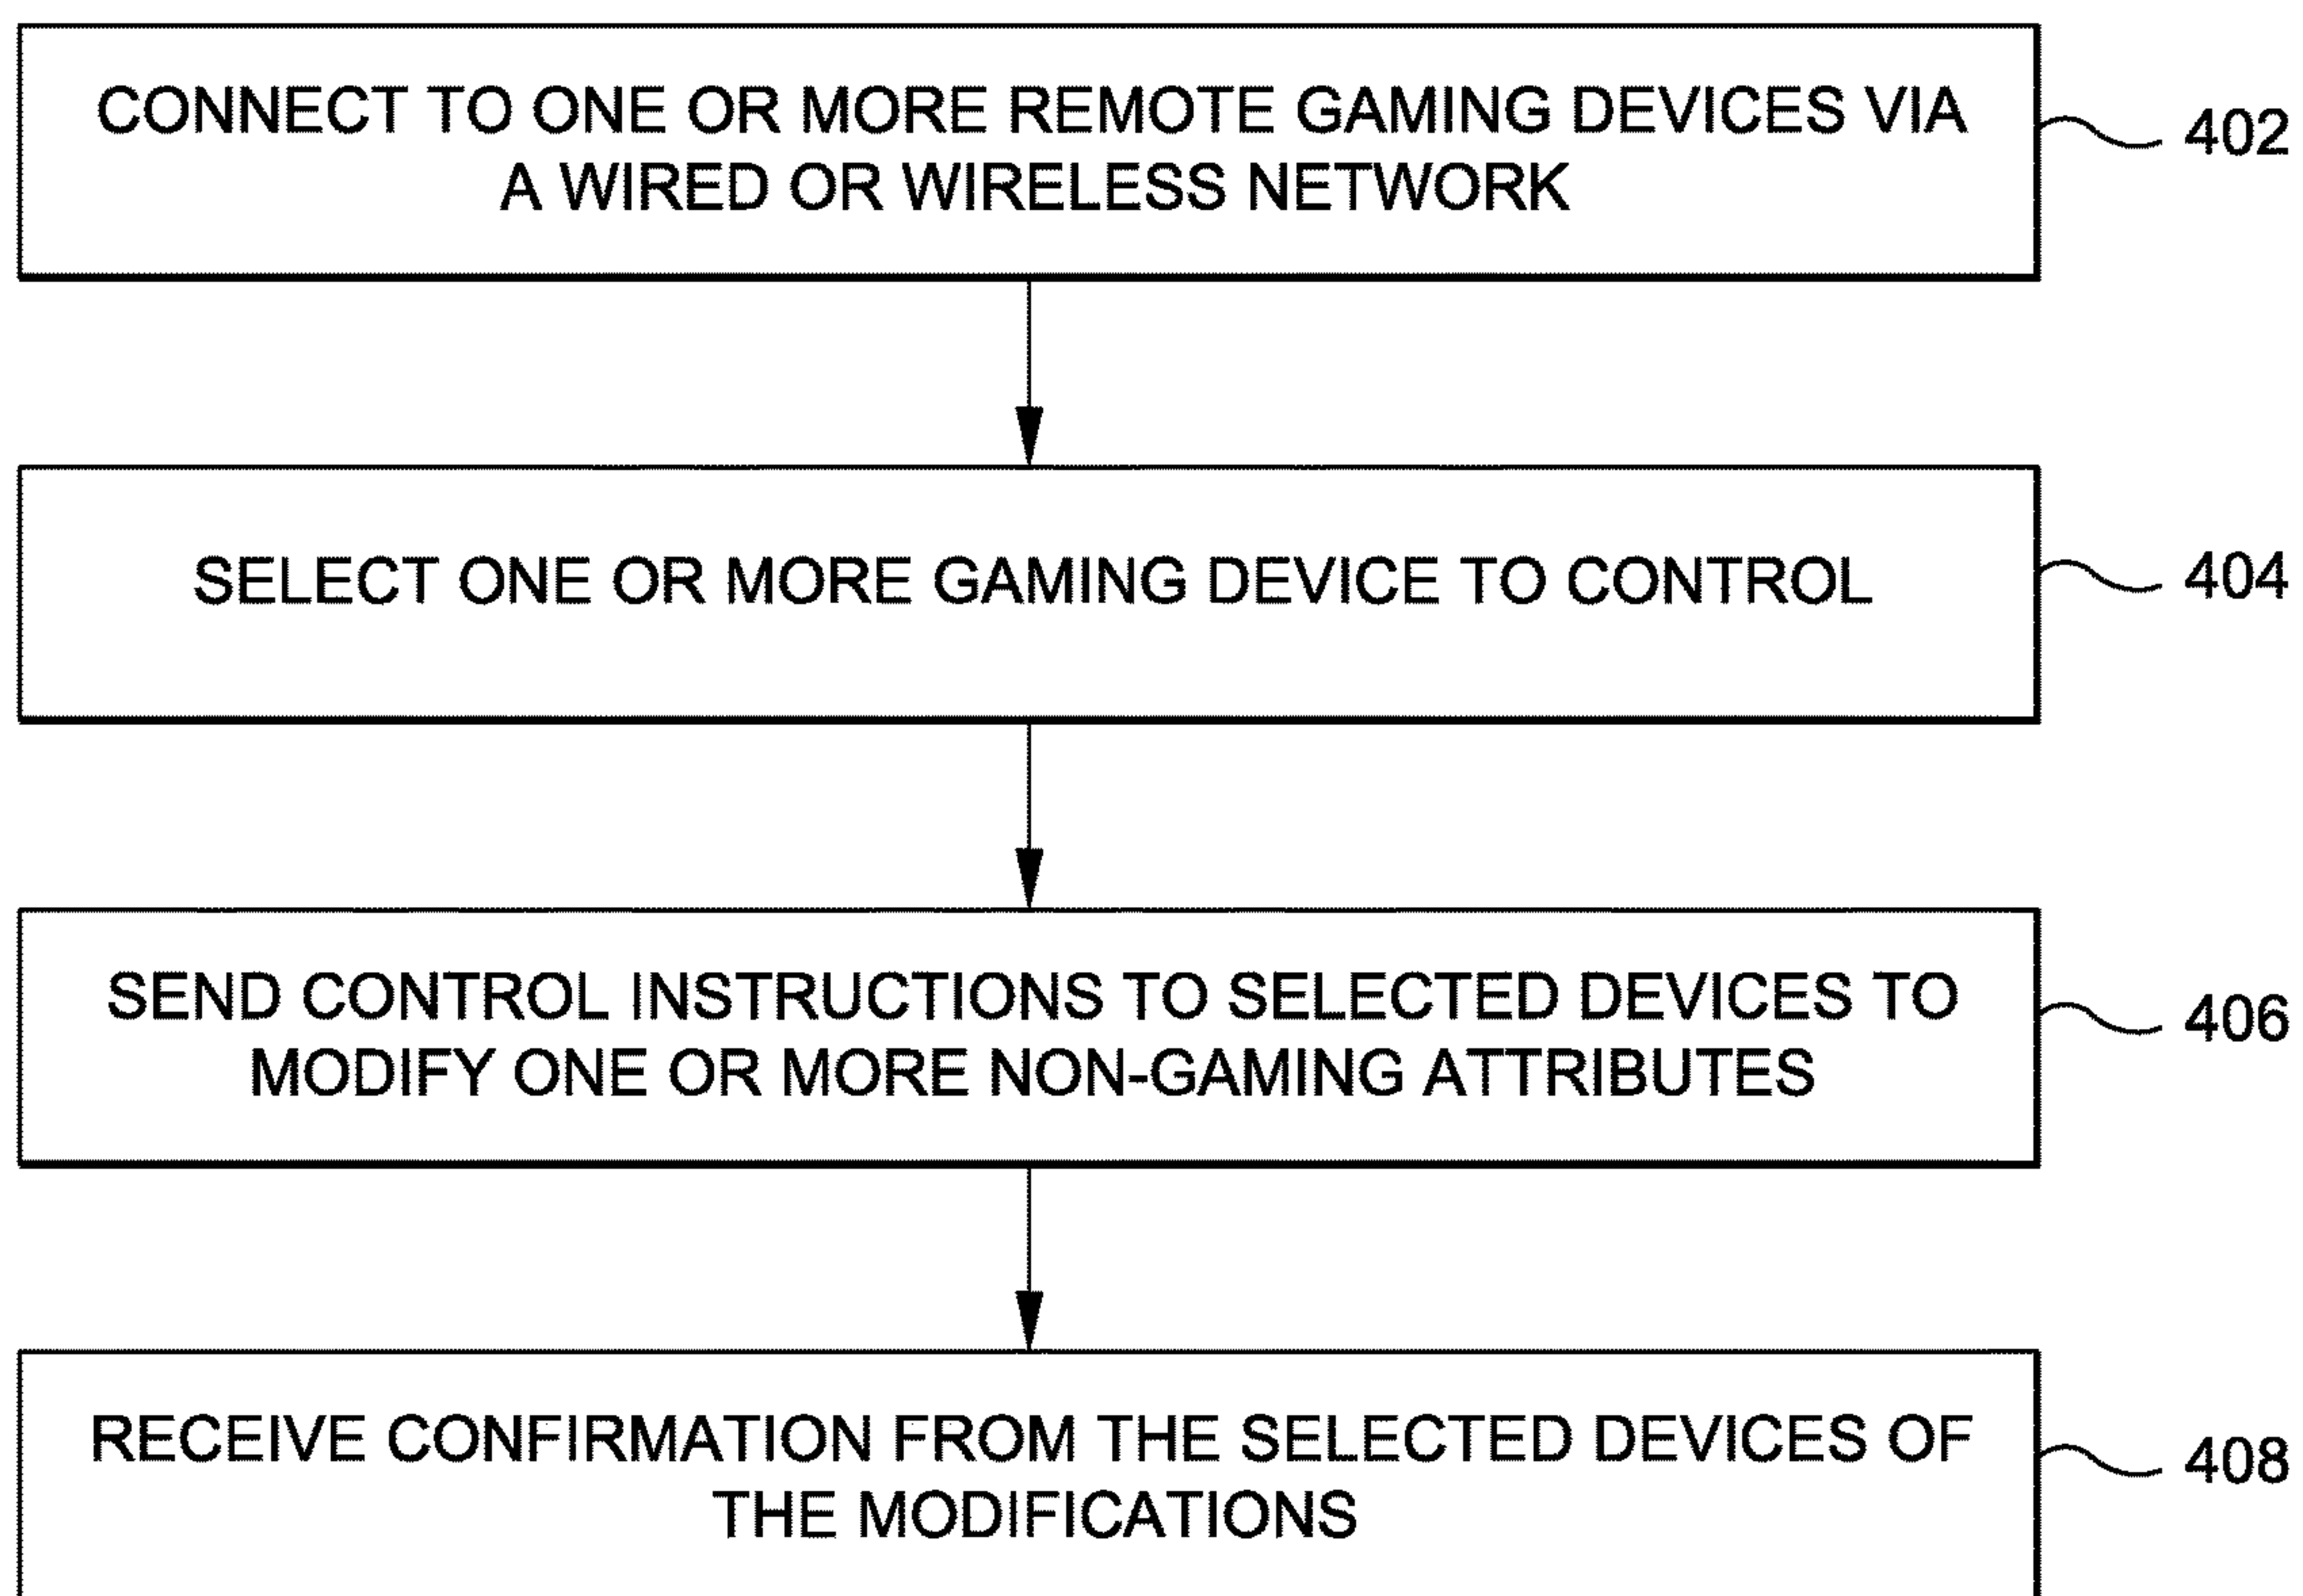 CONNECT TO ONE OR MORE REMOTE GAMING DEVICES VIA
A WIRED OR WIRELESS NETWORK
402
SELECT ONE OR MORE GAMING DEVICE TO CONTROL
404
SEND CONTROL INSTRUCTIONS TO SELECTED DEVICES TO
MODIFY ONE OR MORE NON-GAMING ATTRIBUTES
406
RECEIVE CONFIRMATION FROM THE SELECTED DEVICES OF
THE MODIFICATIONS
408